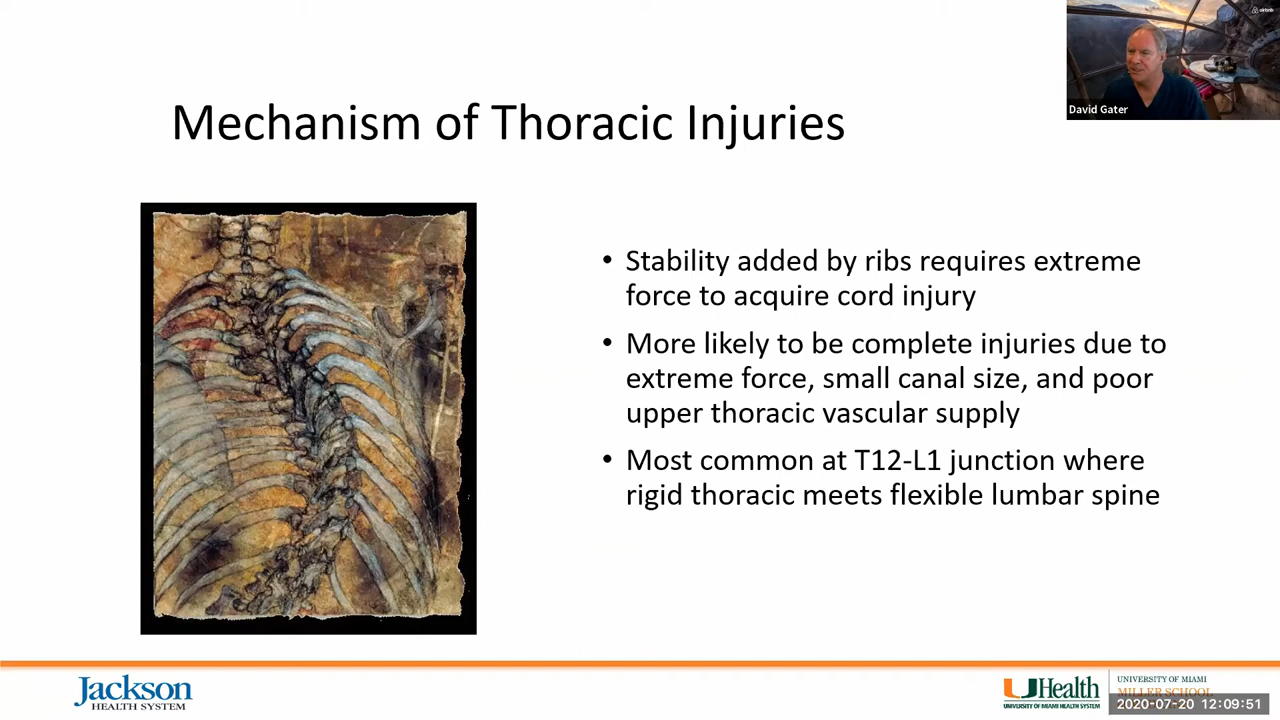 airbnb
David Gater
Mechanism of Thoracic Injuries
• Stability added by ribs requires extreme
force to acquire cord injury
• More likely to be complete injuries due to
extreme force, small canal size, and poor
upper thoracic vascular supply
• Most common at T12-L1 junction where
rigid thoracic meets flexible lumbar spine
Jackson
HEALTH SYSTEM
UHealth
UNIVERSITY OF MIAMI HEALTH SYSTEM
UNIVERSITY OF MIAMI
MILLER SCHOOL
2020-07-20 12:09:51